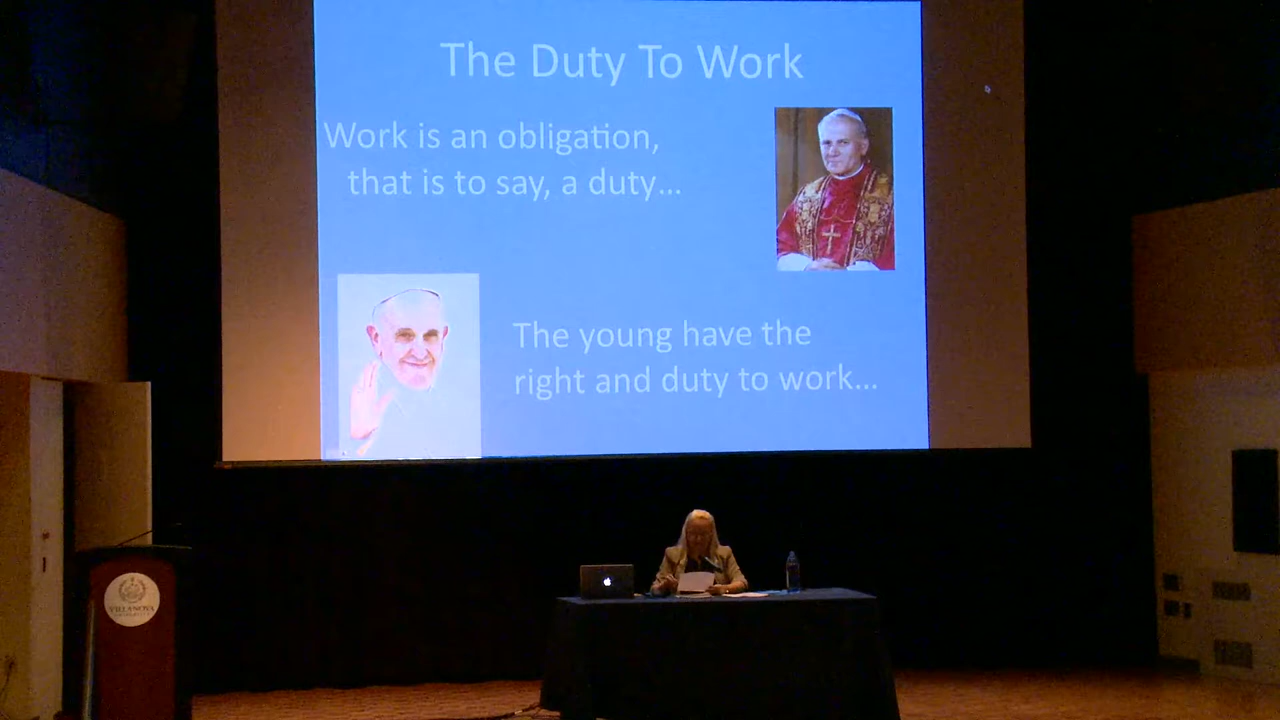 The Duty To Work
Work is an obligation,
that is to say, a duty...
The young have the
right and duty to work...
VILLANOVA